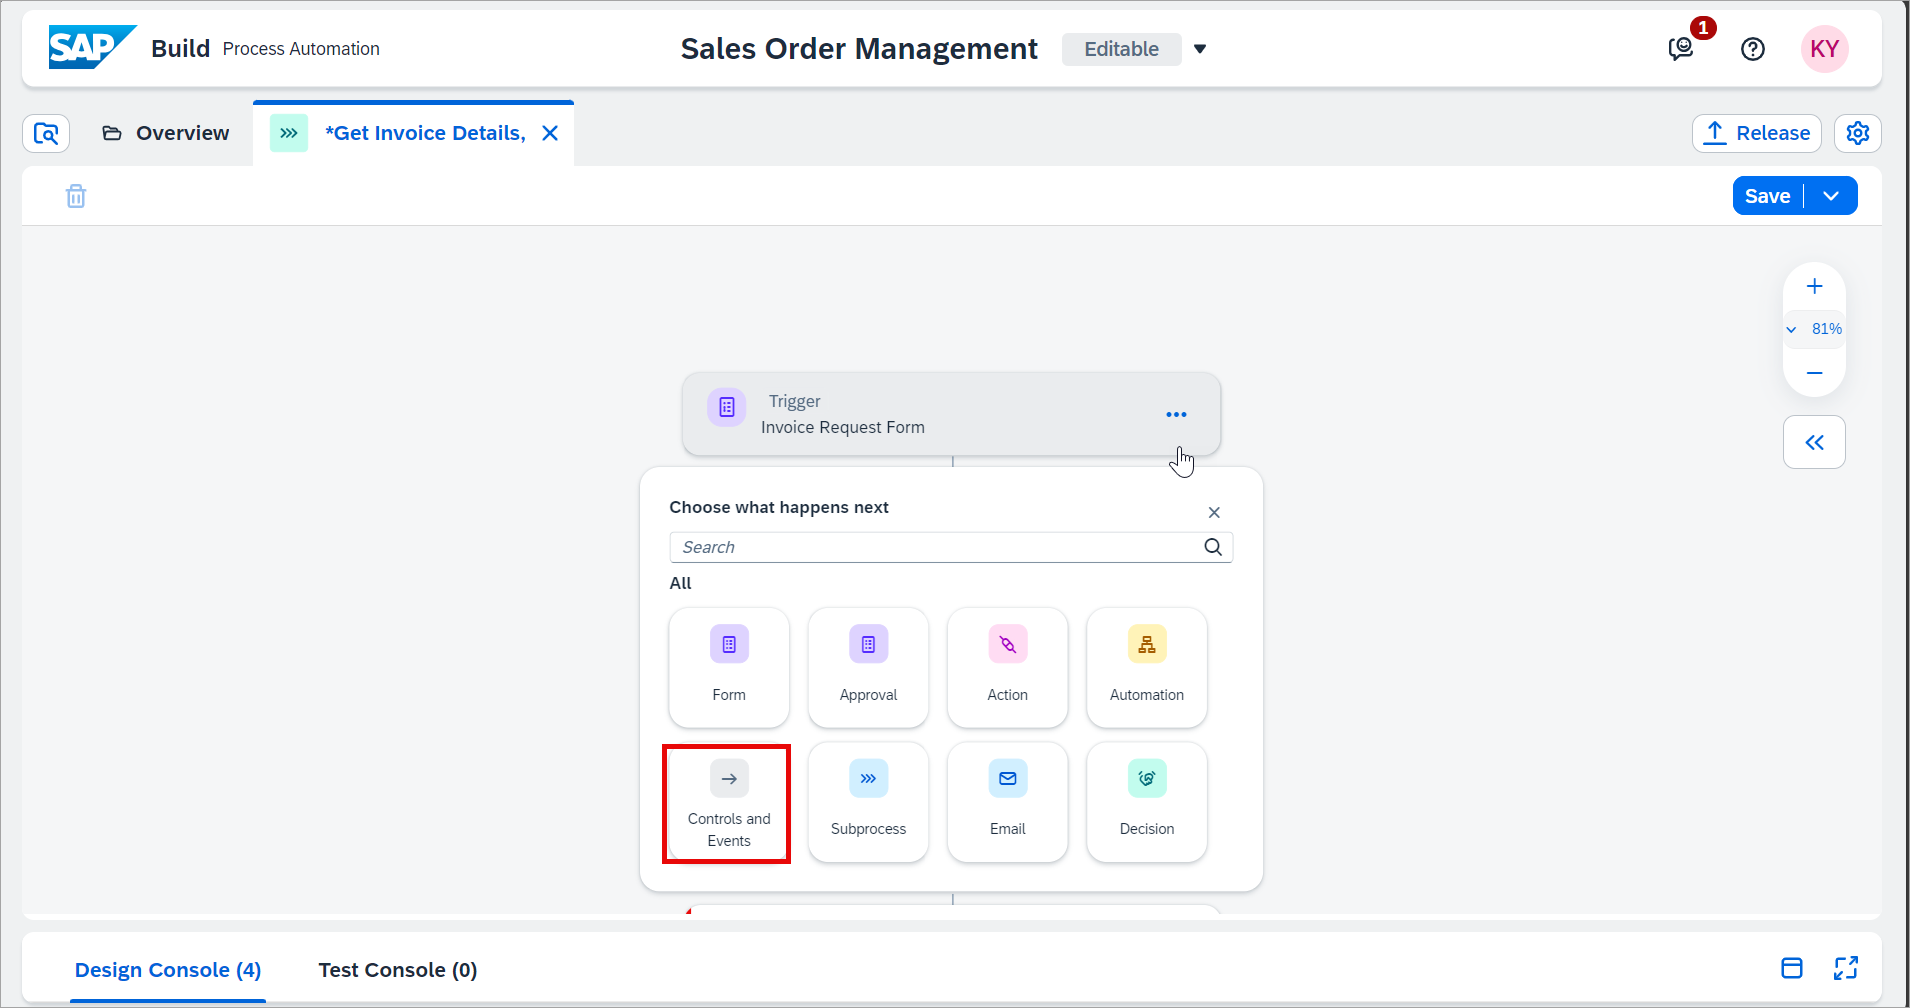 SAP Build Process Automation
Sales Order Management Editable
1
KY
Overview
*Get Invoice Details,
Release
Save
81%
Trigger
Invoice Request Form
Choose what happens next
Search
All
Form Approval Action Automation
Controls and
Events
Subprocess Email Decision
Design Console (4) Test Console (0)